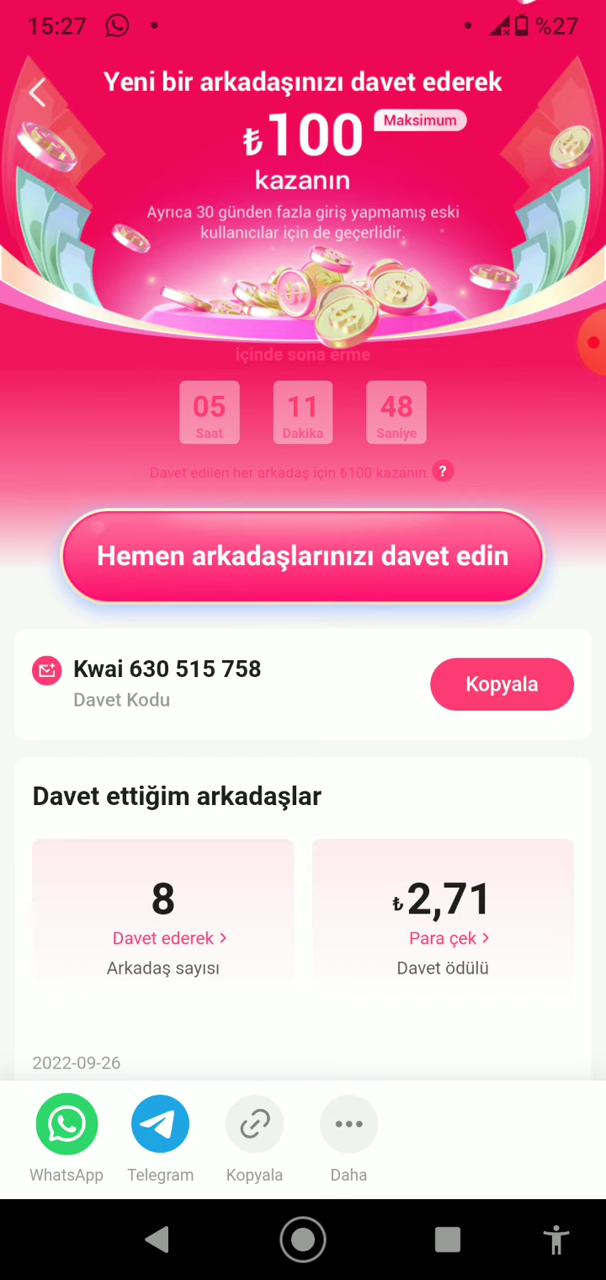 15:27
%27
Yeni bir arkadaşınızı davet ederek
₺100
Maksimum
kazanın
Ayrıca 30 günden fazla giriş yapmamış eski
kullanıcılar için de geçerlidir.
içinde sona erme
05 11 48
Saat Dakika Saniye
Davet edilen her arkadaş için ₺100 kazanın ?
Hemen arkadaşlarınızı davet edin
Kwai 630 515 758
Davet Kodu
Kopyala
Davet ettiğim arkadaşlar
8
Davet ederek >
Arkadaş sayısı
₺2,71
Para çek >
Davet ödülü
2022-09-26
WhatsApp Telegram Kopyala Daha